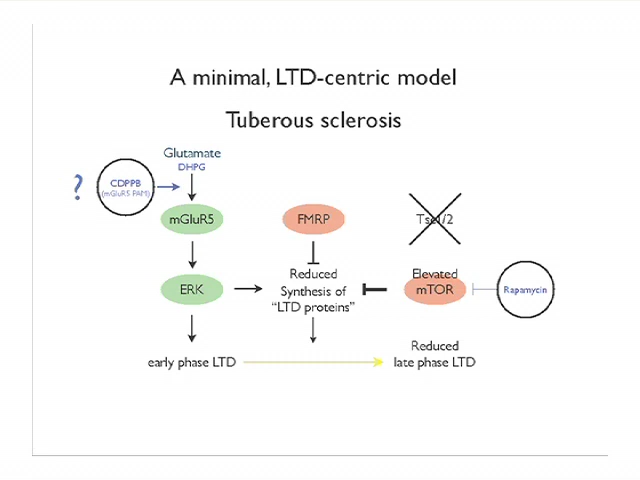 A minimal, LTD-centric model
Tuberous sclerosis
Glutamate
DHPG
?
CDPPB
(mGluR5 PAM)
mGluR5
FMRP
Tsc1/2
ERK
Reduced
Synthesis of
“LTD proteins”
Elevated
mTOR
Rapamycin
early phase LTD
Reduced
late phase LTD